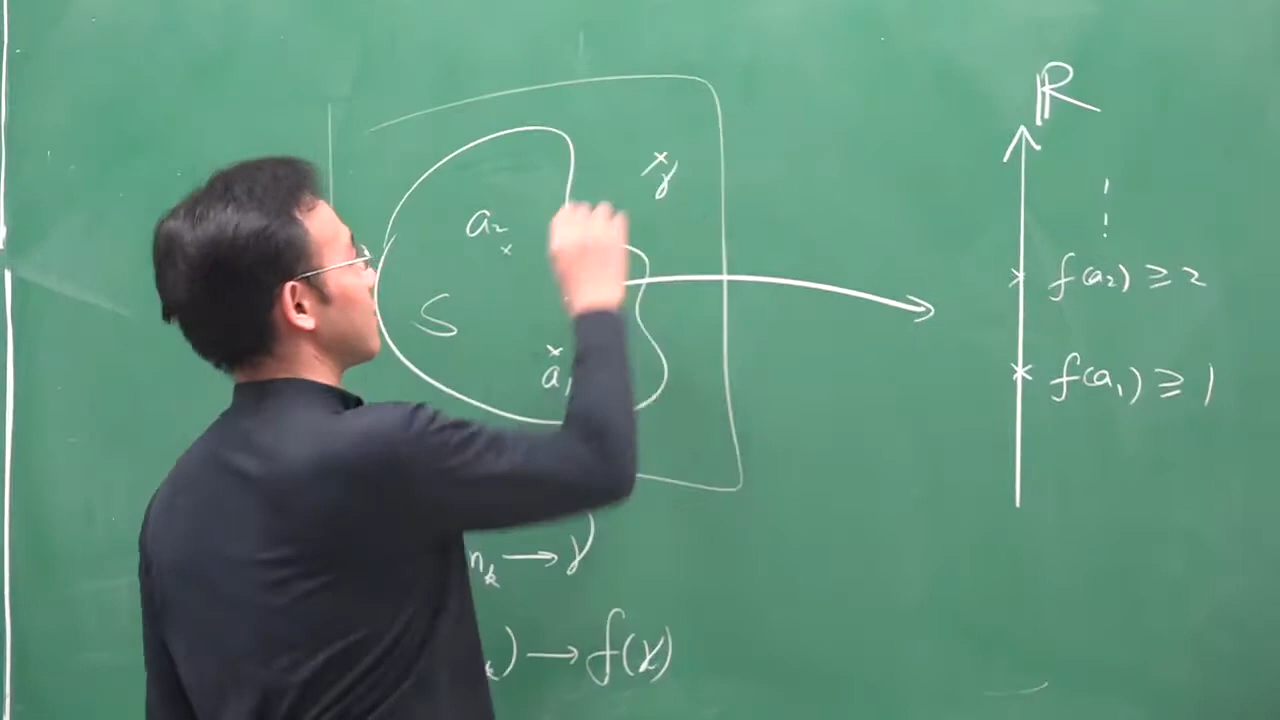 ℝ
γ
a₂
f(a₂) ≥ 2
S
f(a₁) ≥ 1
a₁
n_k → γ
) → f(γ)